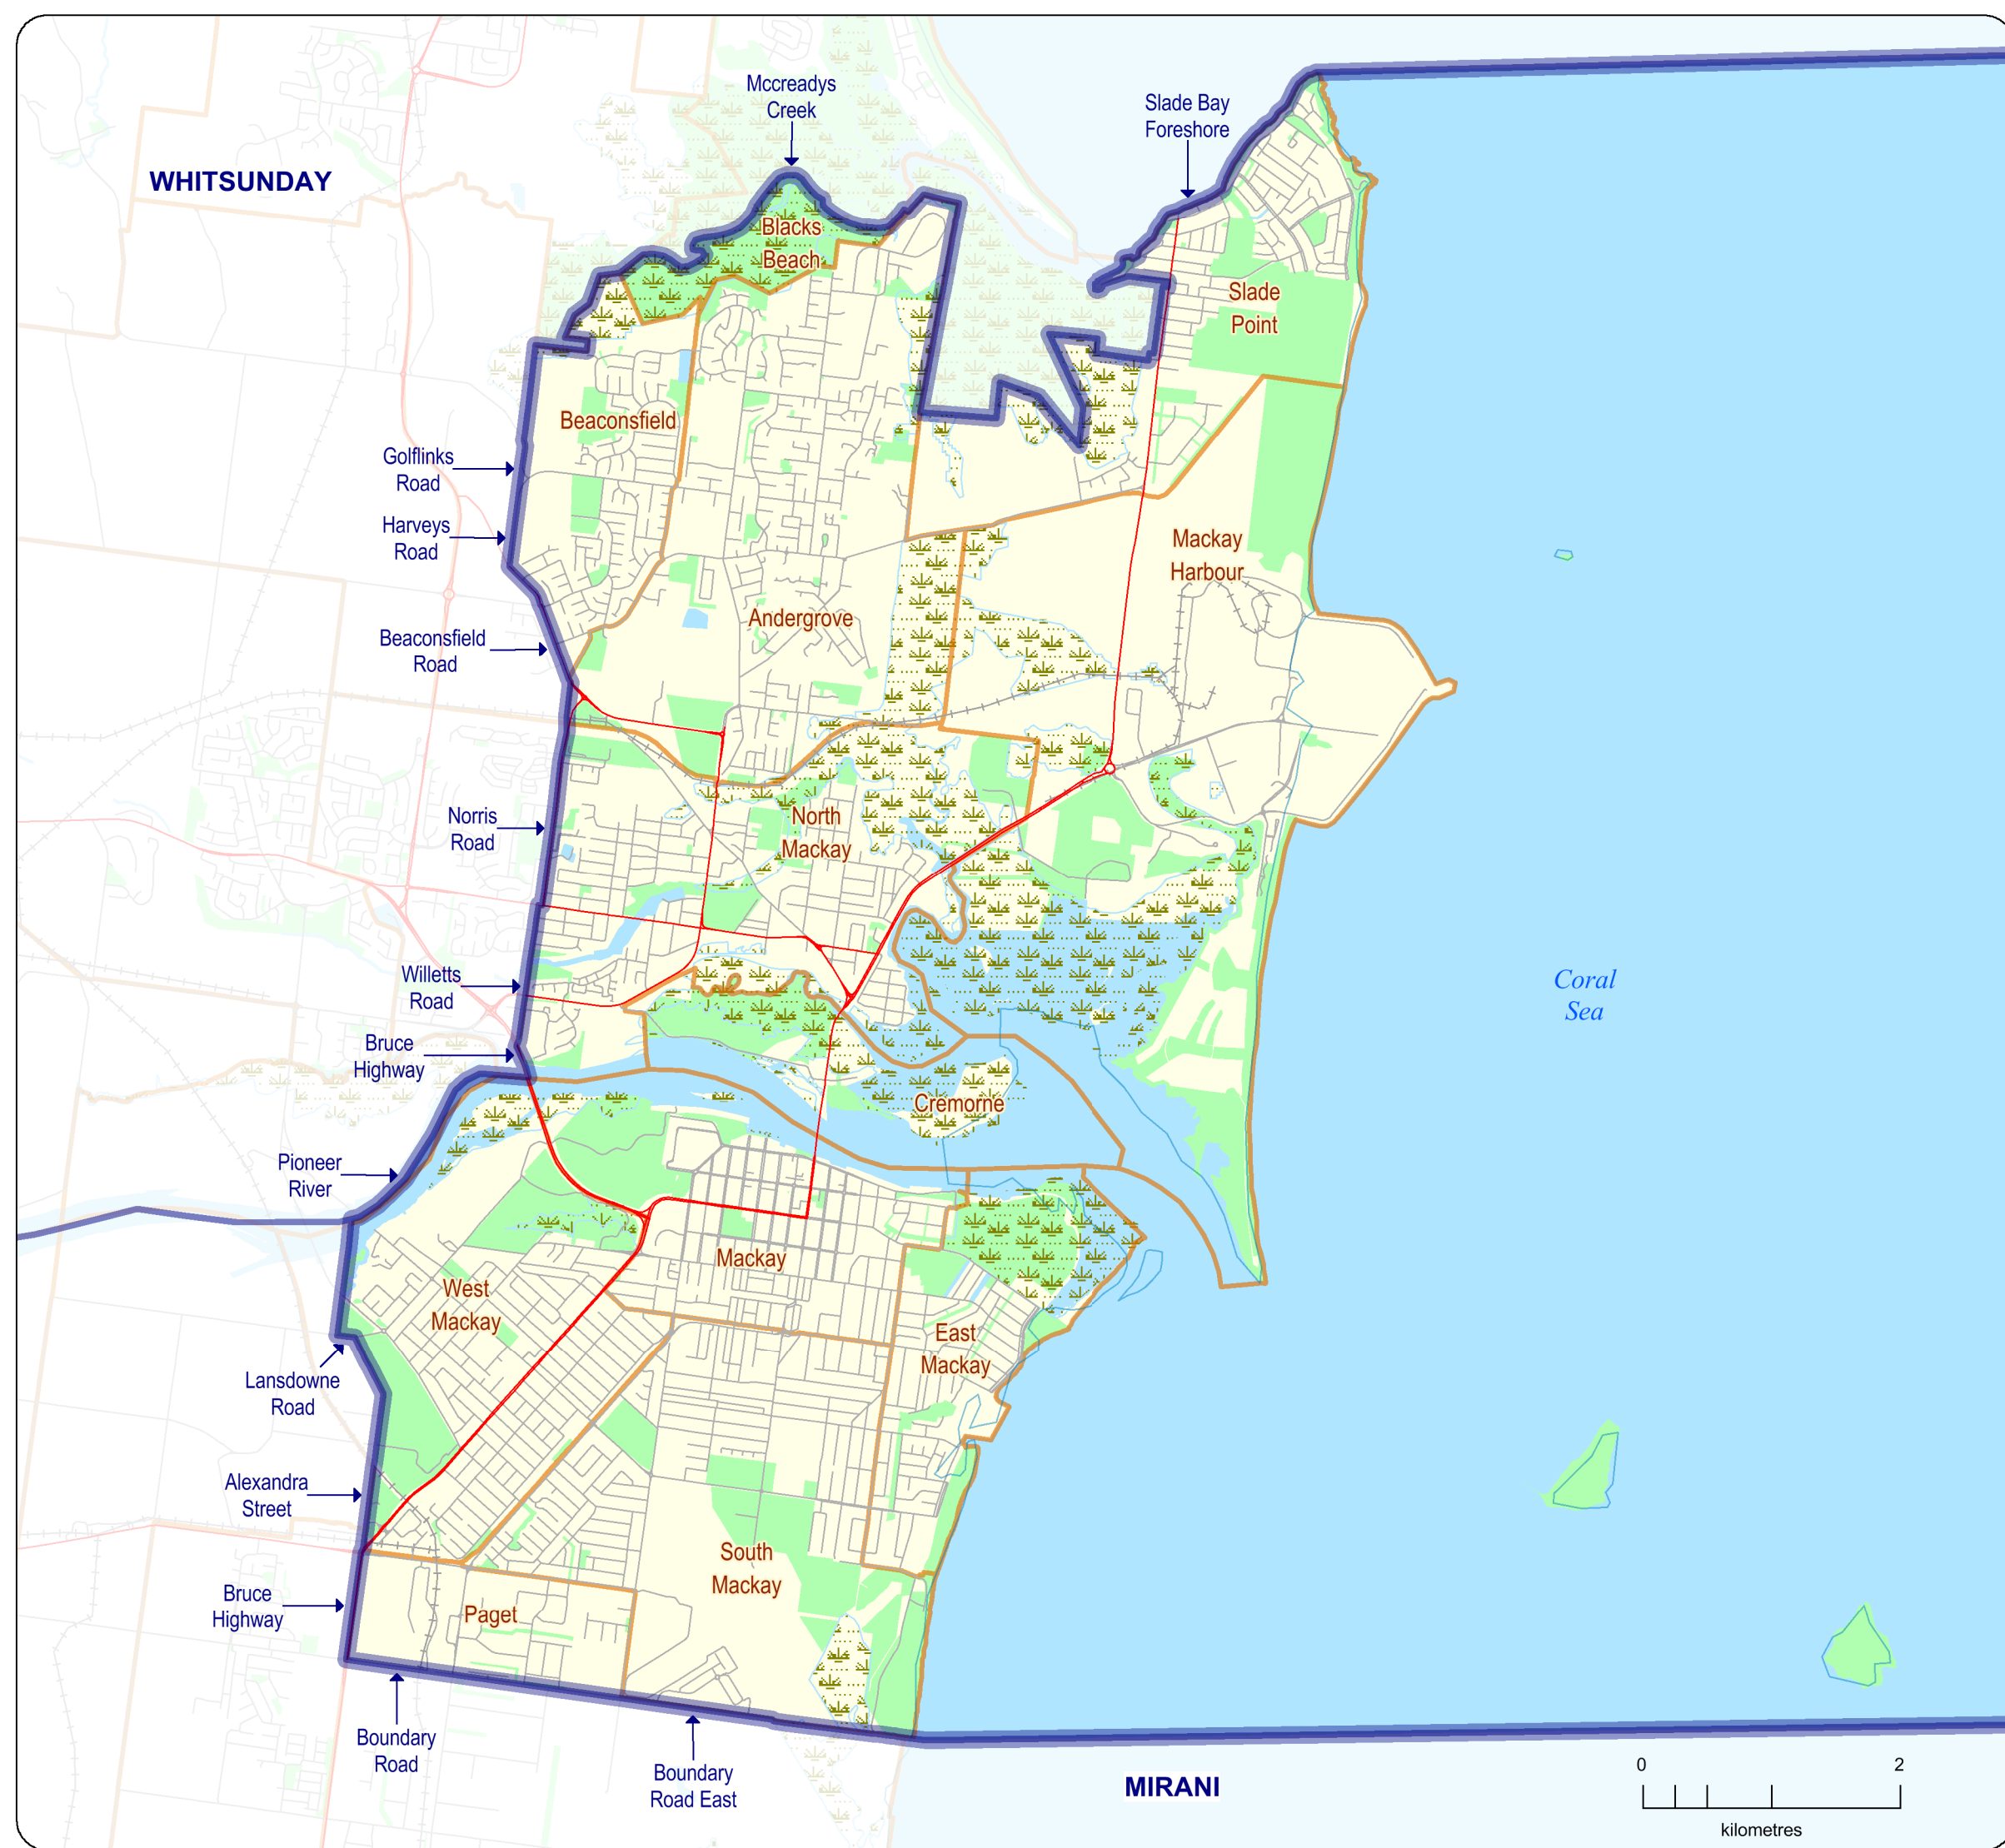 Mccreadys
Creek
Slade Bay
Foreshore
WHITSUNDAY
Blacks
Beach
Slade
Point
Beaconsfield
Golflinks
Road
Harveys
Road
Mackay
Harbour
Andergrove
Beaconsfield
Road
North
Mackay
Norris
Road
Willetts
Road
Coral
Sea
Bruce
Highway
Cremorne
Pioneer
River
Mackay
West
Mackay
East
Mackay
Lansdowne
Road
Alexandra
Street
South
Mackay
Bruce
Highway
Paget
Boundary
Road
Boundary
Road East
MIRANI
0 2
kilometres